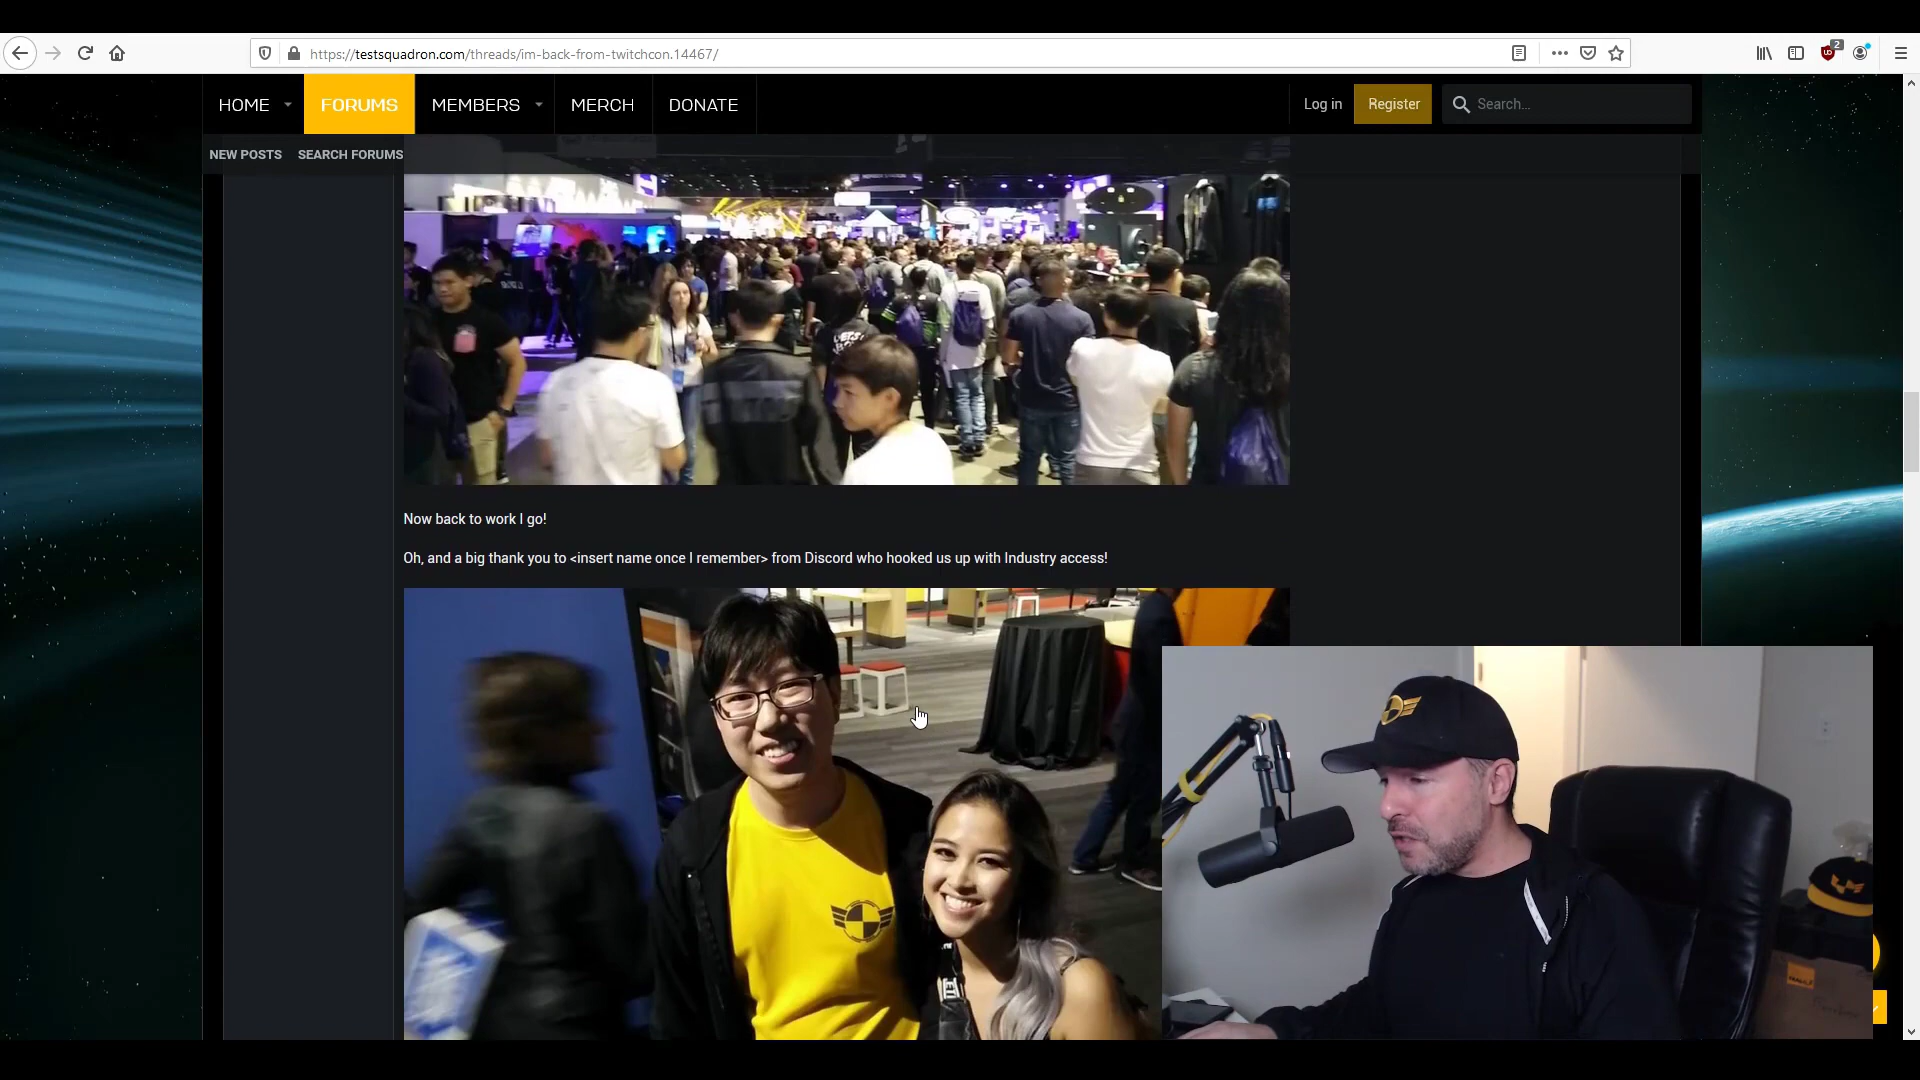 https://testsquadron.com/threads/im-back-from-twitchcon.14467/
2
HOME
FORUMS
MEMBERS
MERCH
DONATE
Log in
Register
Search...
NEW POSTS
SEARCH FORUMS
Now back to work I go!
Oh, and a big thank you to <insert name once I remember> from Discord who hooked us up with Industry access!